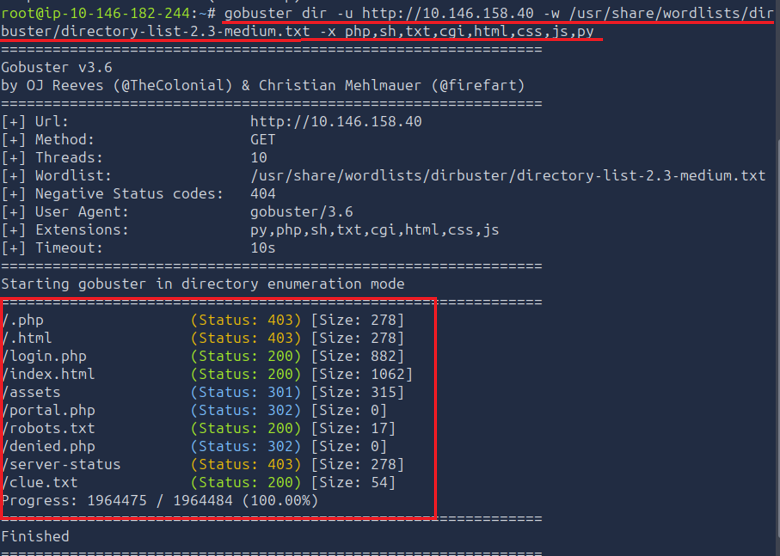 root@ip-10-146-182-244:~# gobuster dir -u http://10.146.158.40 -w /usr/share/wordlists/dir
buster/directory-list-2.3-medium.txt -x php,sh,txt,cgi,html,css,js,py
===============================================================
Gobuster v3.6
by OJ Reeves (@TheColonial) & Christian Mehlmauer (@firefart)
===============================================================
[+] Url:                     http://10.146.158.40
[+] Method:                  GET
[+] Threads:                 10
[+] Wordlist:                /usr/share/wordlists/dirbuster/directory-list-2.3-medium.txt
[+] Negative Status codes:   404
[+] User Agent:              gobuster/3.6
[+] Extensions:              py,php,sh,txt,cgi,html,css,js
[+] Timeout:                 10s
===============================================================
Starting gobuster in directory enumeration mode
===============================================================
/.php                 (Status: 403) [Size: 278]
/.html                (Status: 403) [Size: 278]
/login.php            (Status: 200) [Size: 882]
/index.html           (Status: 200) [Size: 1062]
/assets               (Status: 301) [Size: 315]
/portal.php           (Status: 302) [Size: 0]
/robots.txt           (Status: 200) [Size: 17]
/denied.php           (Status: 302) [Size: 0]
/server-status        (Status: 403) [Size: 278]
/clue.txt             (Status: 200) [Size: 54]
Progress: 1964475 / 1964484 (100.00%)
===============================================================
Finished
===============================================================